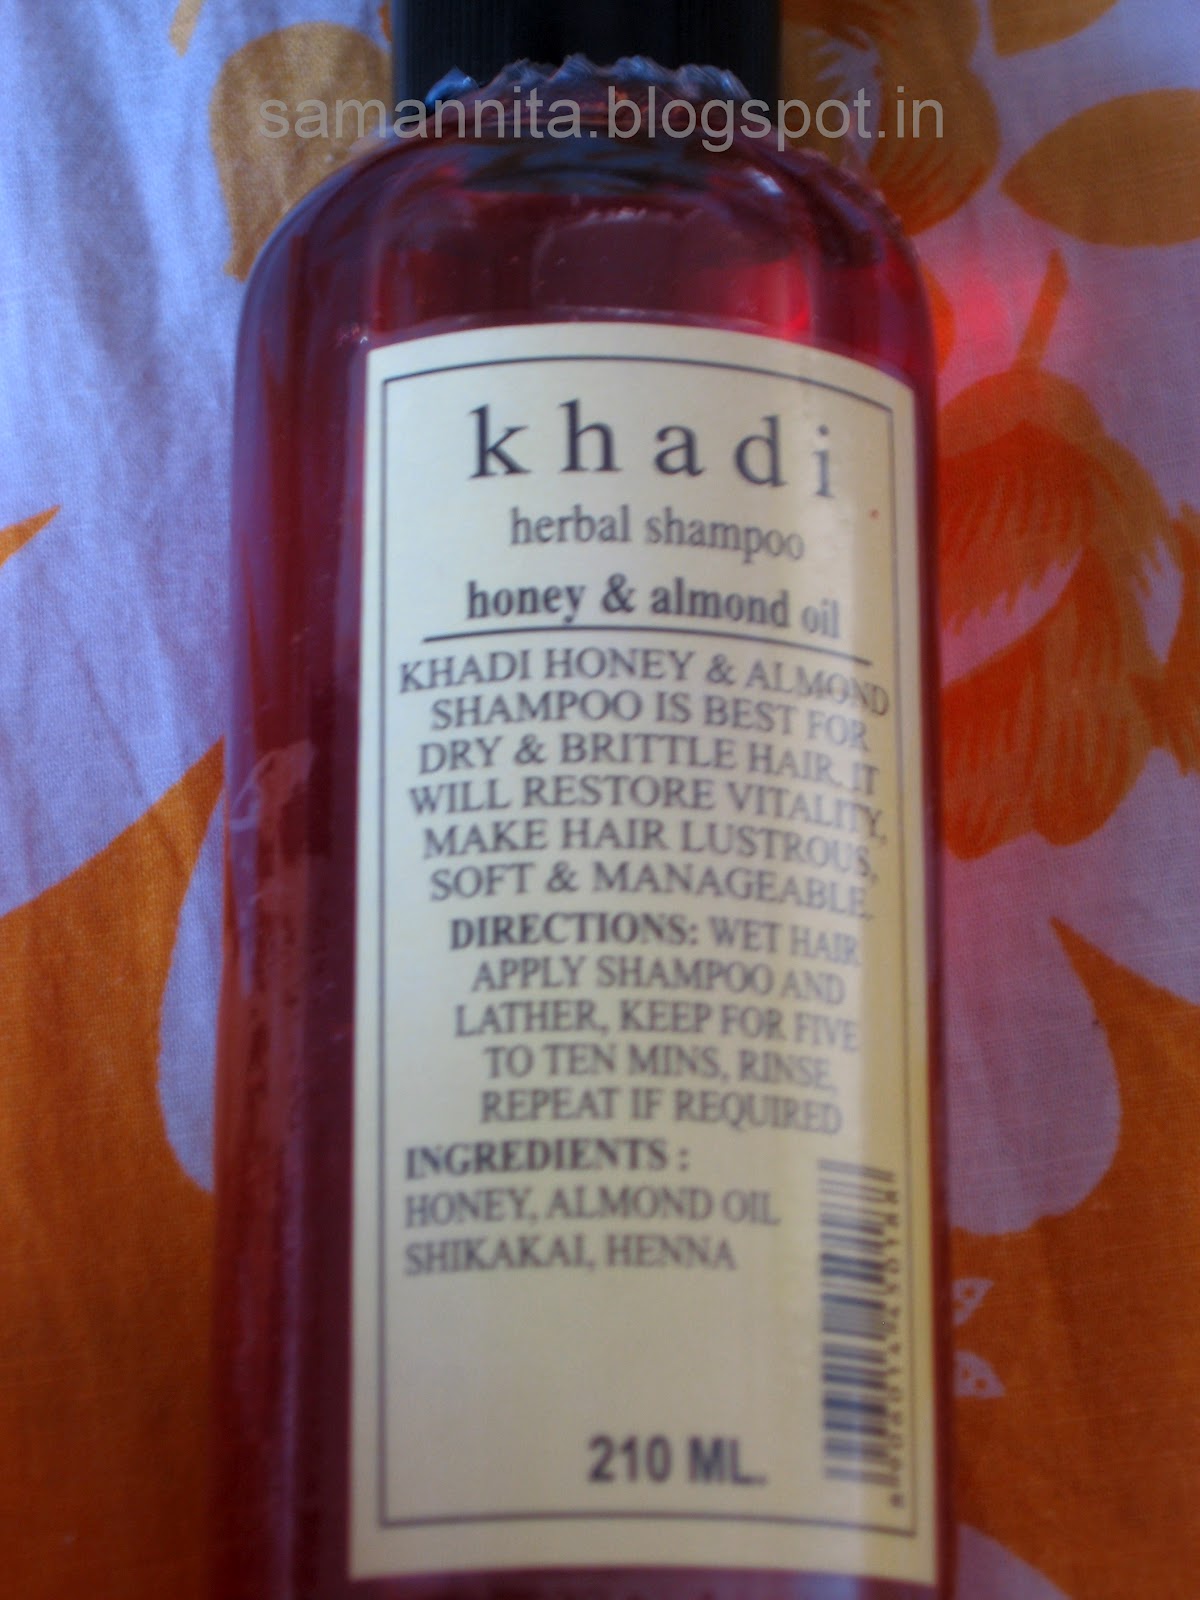 samannita.blogspot.in
khadi
herbal shampoo
honey & almond oil
KHADI HONEY & ALMOND
SHAMPOO IS BEST FOR
DRY & BRITTLE HAIR. IT
WILL RESTORE VITALITY,
MAKE HAIR LUSTROUS,
SOFT & MANAGEABLE.
DIRECTIONS: WET HAIR
APPLY SHAMPOO AND
LATHER, KEEP FOR FIVE
TO TEN MINS, RINSE,
REPEAT IF REQUIRED
INGREDIENTS :
HONEY, ALMOND OIL
SHIKAKAI, HENNA
210 ML.